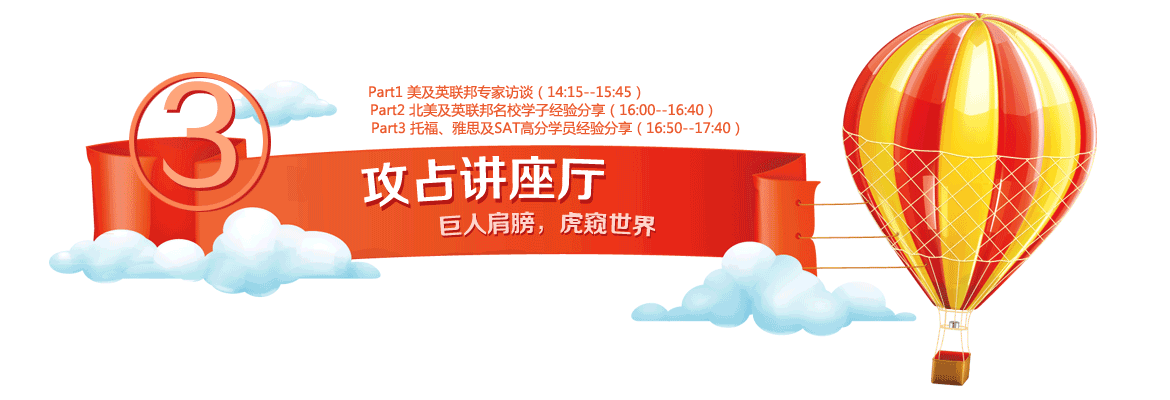 3
Part1 美及英联邦专家访谈（14:15--15:45）
Part2 北美及英联邦名校学子经验分享（16:00--16:40）
Part3 托福、雅思及SAT高分学员经验分享（16:50--17:40）
攻占讲座厅
巨人肩膀，虎窥世界